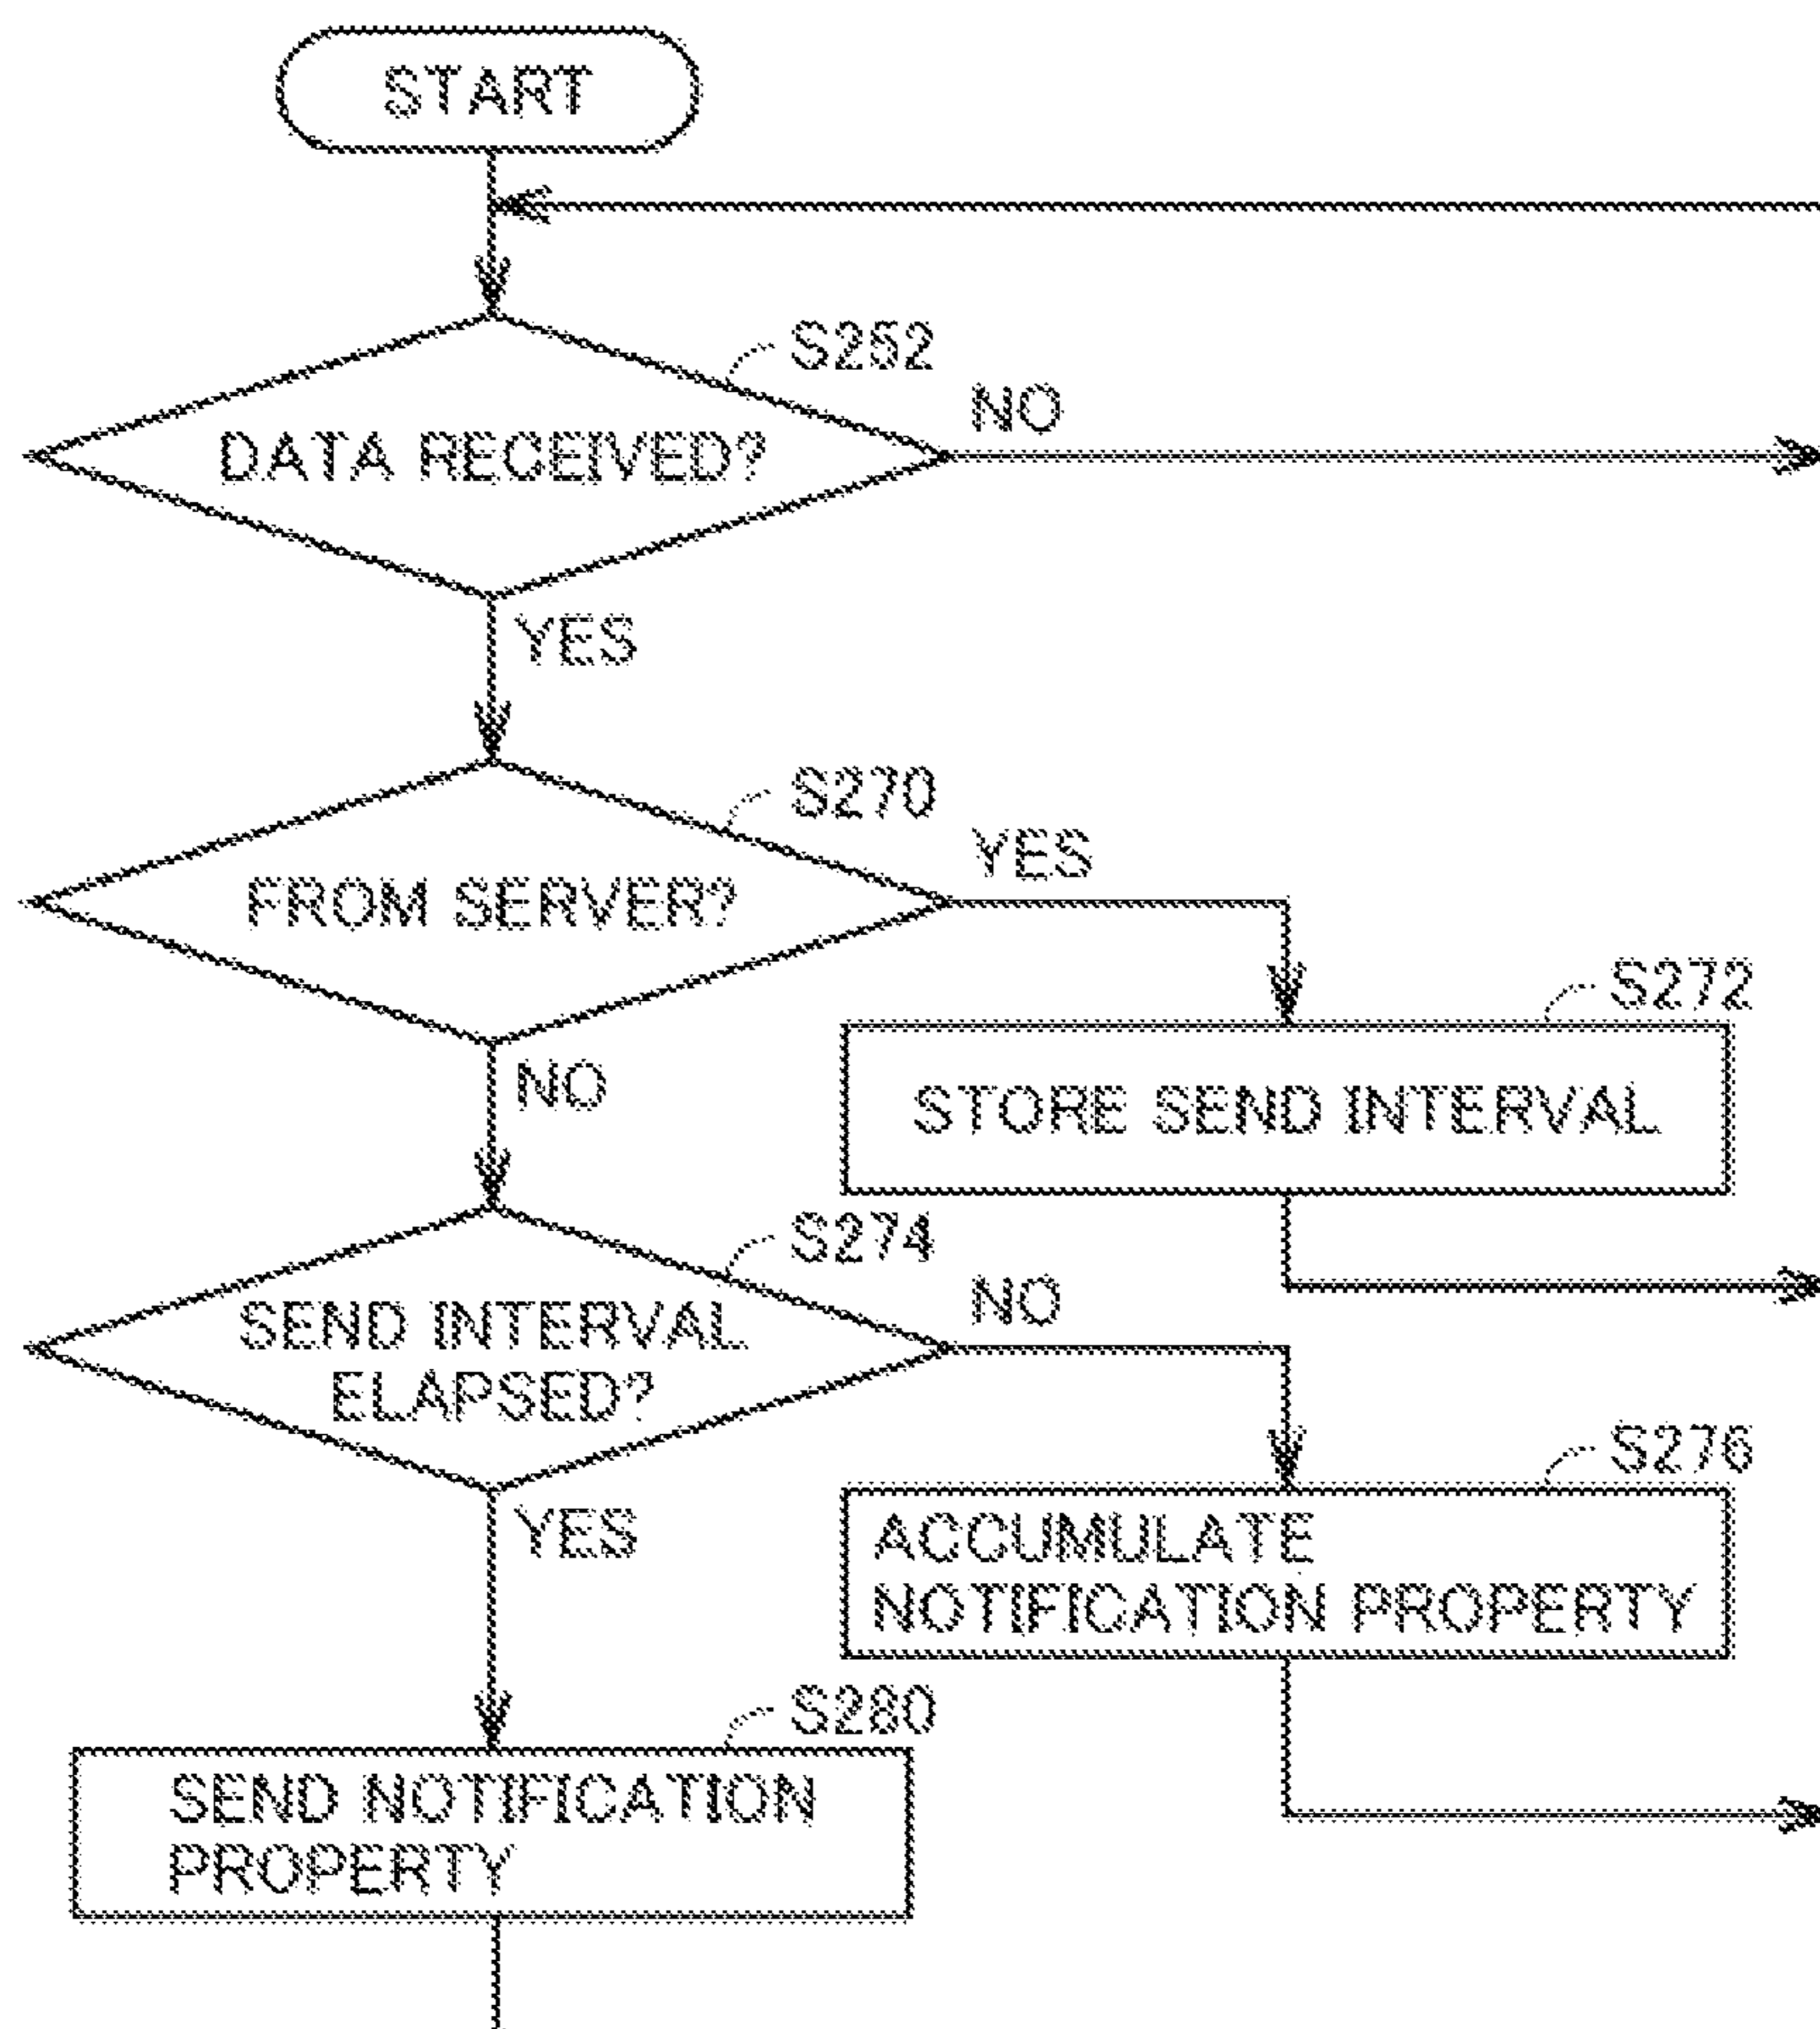 START
S252
NO
DATA RECEIVED?
YES
S270
YES
FROM SERVER?
S272
NO
STORE SEND INTERVAL
S274
NO
SEND INTERVAL
ELAPSED?
S276
YES
ACCUMULATE
NOTIFICATION PROPERTY
S280
SEND NOTIFICATION
PROPERTY